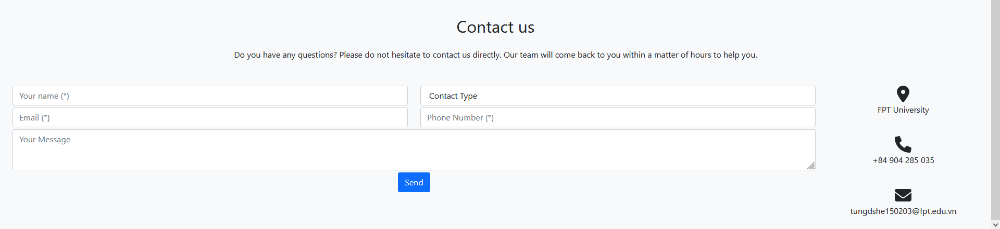 Contact us
Do you have any questions? Please do not hesitate to contact us directly. Our team will come back to you within a matter of hours to help you.
Your name (*)
Contact Type
Email (*)
Phone Number (*)
Your Message
Send
FPT University
+84 904 285 035
tungdshe150203@fpt.edu.vn